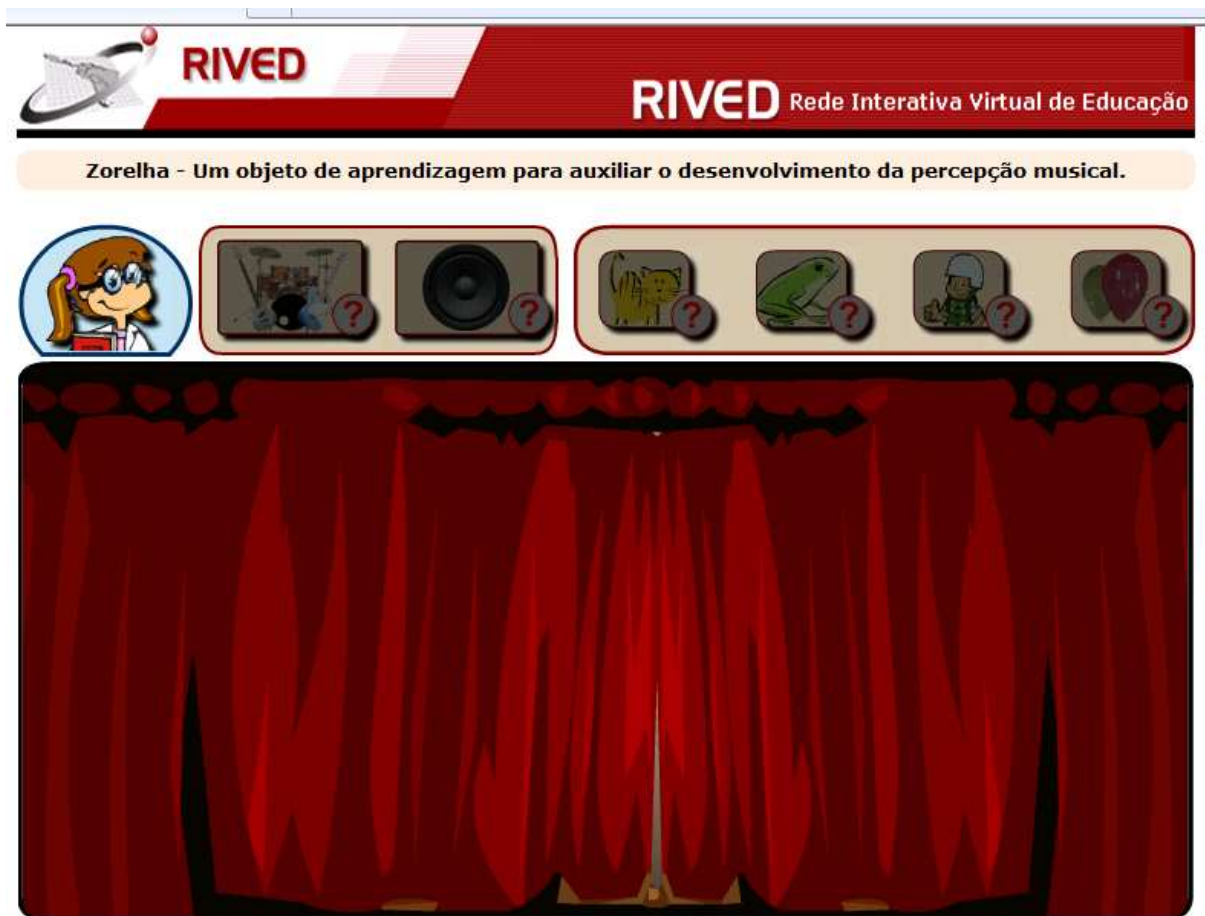 RIVED
RIVED Rede Interativa Virtual de Educação
Zorelha - Um objeto de aprendizagem para auxiliar o desenvolvimento da percepção musical.
? ? ? ? ? ?